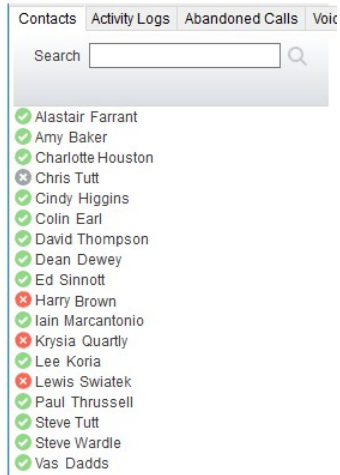 Contacts Activity Logs Abandoned Calls
Search
Alastair Farrant
Amy Baker
Charlotte Houston
Chris Tutt
Cindy Higgins
Colin Earl
David Thompson
Dean Dewey
Ed Sinnott
Harry Brown
Iain Marcantonio
Krysia Quartly
Lee Koria
Lewis Swiatek
Paul Thrussell
Steve Tutt
Steve Wardle
Vas Dadds